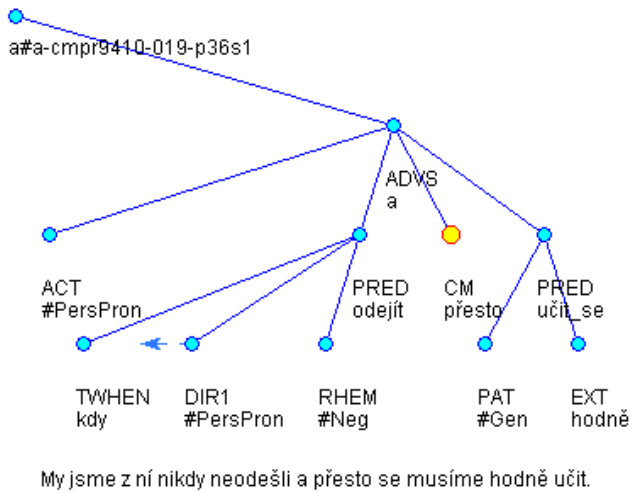 a#a-cmpr9410-019-p36s1
ADVS
a
ACT PRED CM PRED
#PersPron odejít přesto učit_se
TWHEN DIR1 RHEM PAT EXT
kdy #PersPron #Neg #Gen hodně
My jsme z ní nikdy neodešli a přesto se musíme hodně učit.